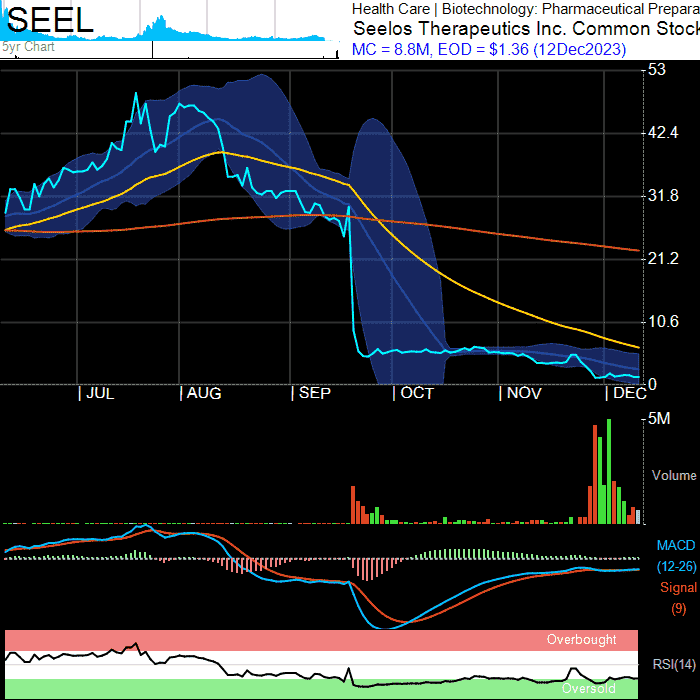 SEEL
5yr Chart
Health Care | Biotechnology: Pharmaceutical Prepara
Seelos Therapeutics Inc. Common Stock
MC = 8.8M, EOD = $1.36 (12Dec2023)
53
42.4
31.8
21.2
10.6
0
JUL AUG SEP OCT NOV DEC
5M
Volume
MACD
(12-26)
Signal
(9)
Overbought
RSI(14)
Oversold